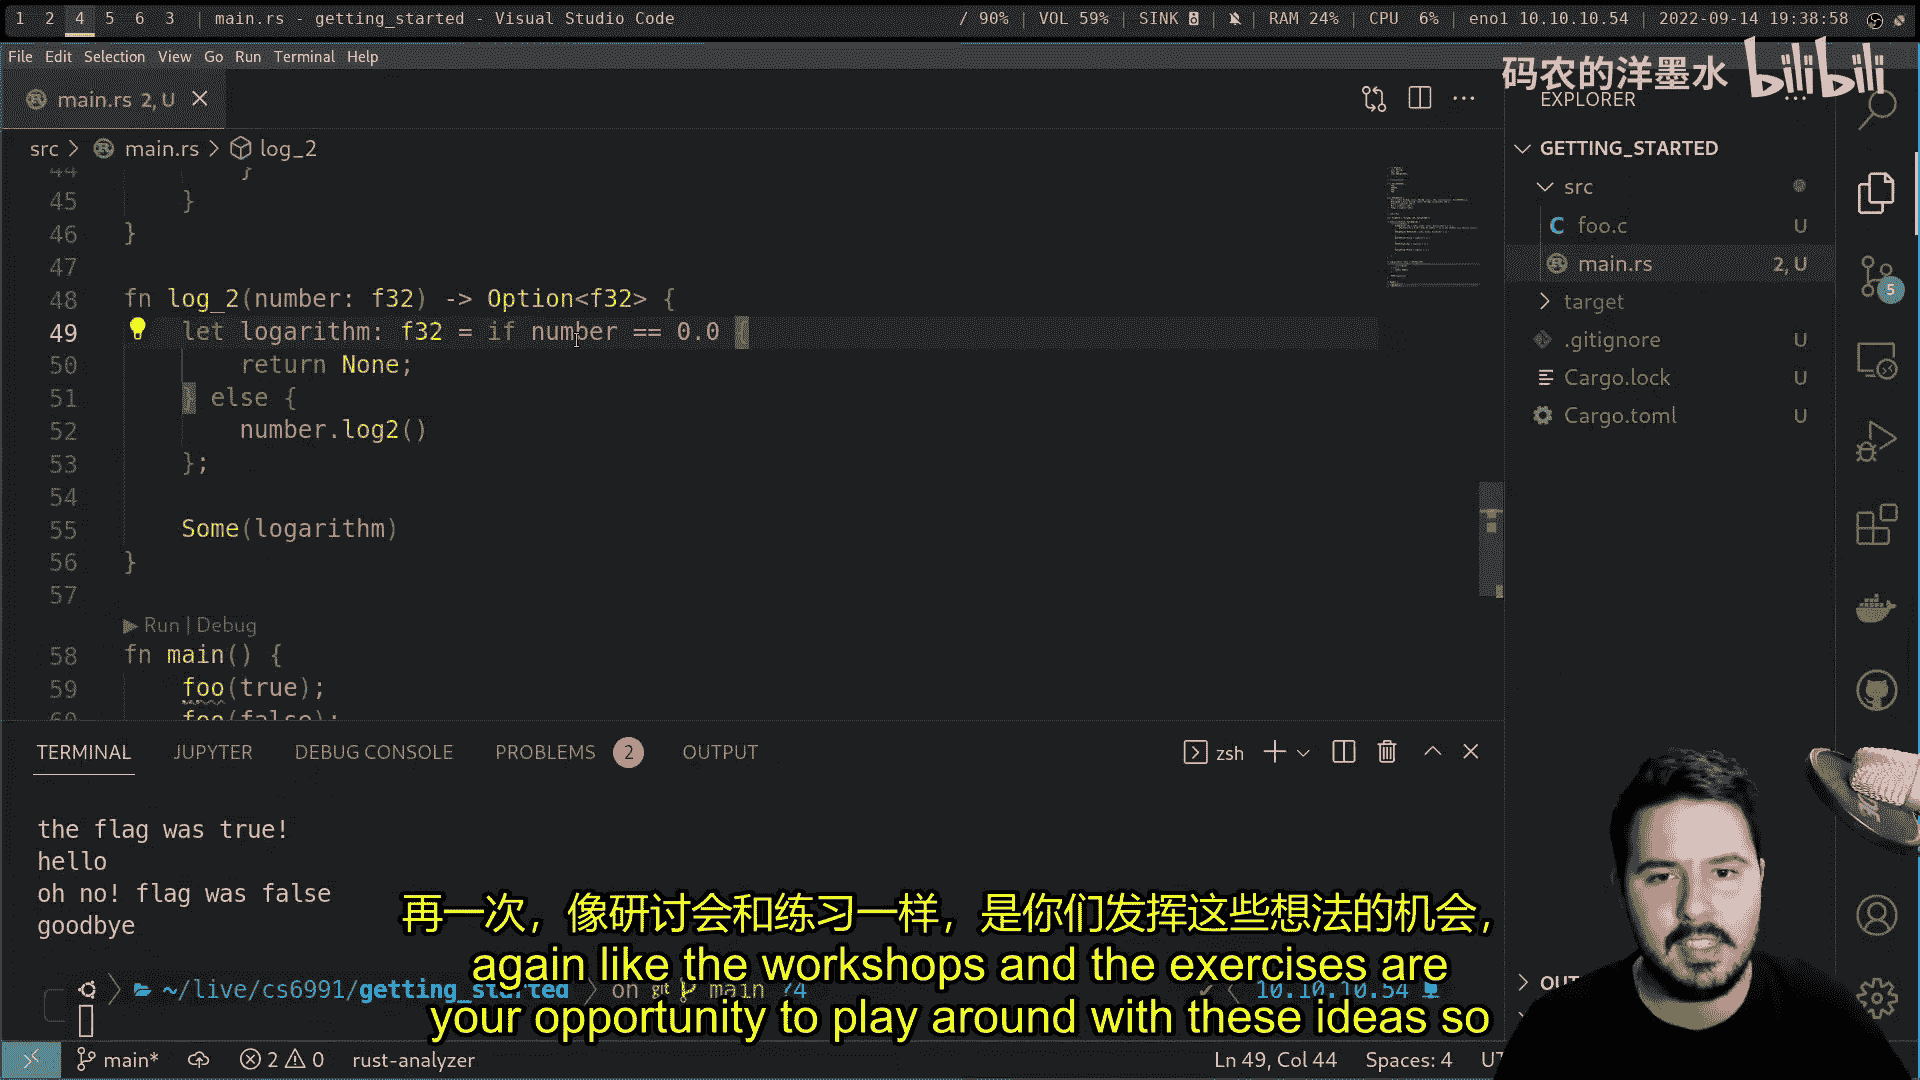 1 2 4 5 6 3 | main.rs - getting_started - Visual Studio Code / 90% | VOL 59% | SINK | RAM 24% | CPU 6% | eno1 10.10.10.54 | 2022-09-14 19:38:58
File Edit Selection View Go Run Terminal Help
码农的洋墨水 bilibili
main.rs 2, U
EXPLORER
src > main.rs > log_2
GETTING_STARTED
src
foo.c U
main.rs 2, U
target
.gitignore U
Cargo.lock U
Cargo.toml U
44 }
45 }
46 }
47
48 fn log_2(number: f32) -> Option<f32> {
49 let logarithm: f32 = if number == 0.0 {
50 return None;
51 } else {
52 number.log2()
53 };
54
55 Some(logarithm)
56 }
57
▶ Run | Debug
58 fn main() {
59 foo(true);
60 foo(false);
5
TERMINAL JUPYTER DEBUG CONSOLE PROBLEMS 2 OUTPUT
zsh
the flag was true!
hello
oh no! flag was false
goodbye
~/live/cs6991/getting_started on git main ?4 10.10.10.54
再一次，像研讨会和练习一样，是你们发挥这些想法的机会，
again like the workshops and the exercises are
your opportunity to play around with these ideas so
main* 2 0 rust-analyzer Ln 49, Col 44 Spaces: 4